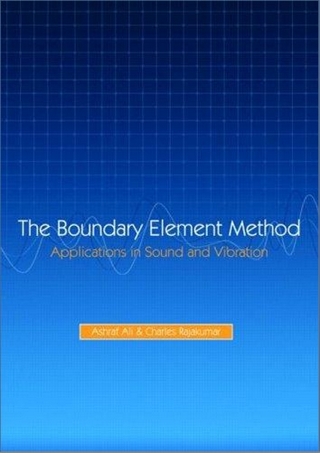 The Boundary Element Method
Applications in Sound and Vibration
Ashraf Ali & Charles Rajakumar